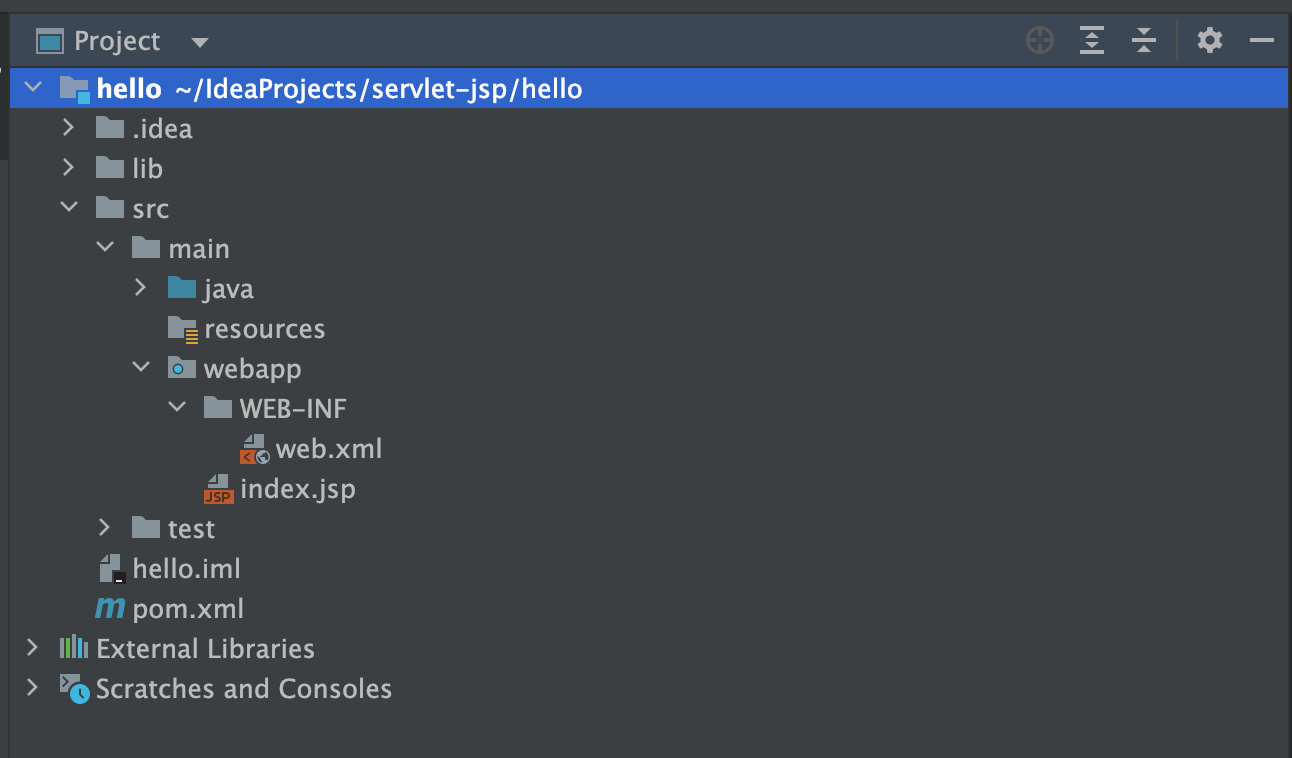 Project
hello ~/IdeaProjects/servlet-jsp/hello
.idea
lib
src
main
java
resources
webapp
WEB-INF
web.xml
index.jsp
test
hello.iml
pom.xml
External Libraries
Scratches and Consoles